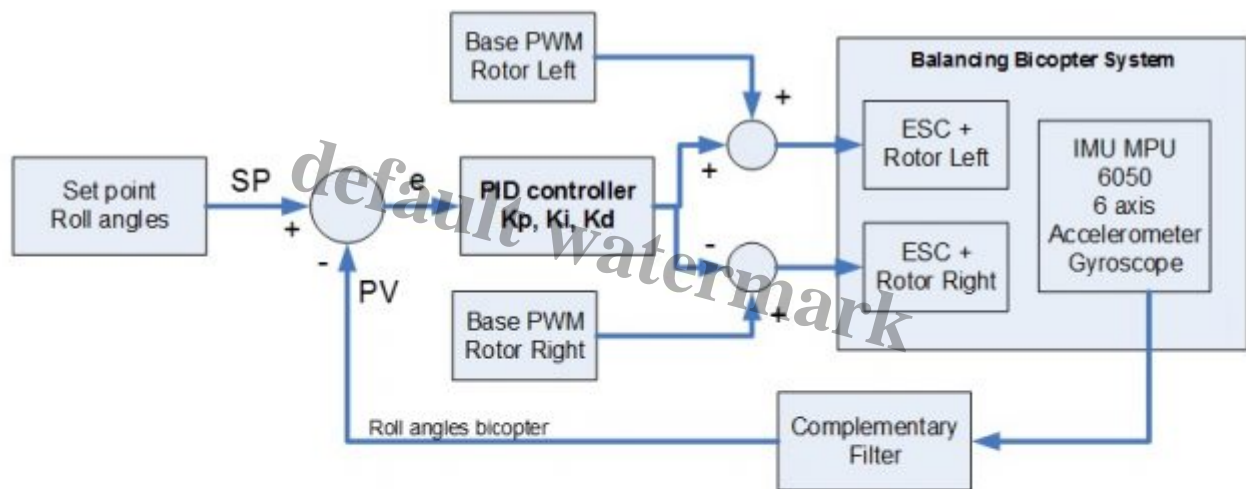 Base PWM
Rotor Left
Balancing Bicopter System
+
ESC +
Rotor Left
IMU MPU
6050
6 axis
Accelerometer
Gyroscope
Set point
Roll angles
SP
+
-
e
PID controller
Kp, Ki, Kd
+
-
ESC +
Rotor Right
PV
Base PWM
Rotor Right
+
Roll angles bicopter
Complementary
Filter
default watermark